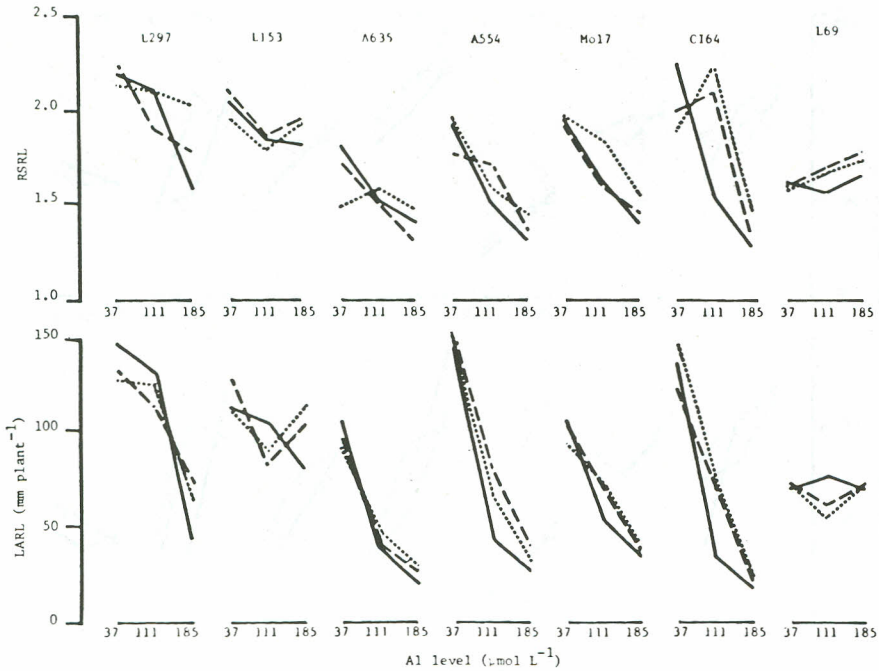 2.5
L297 L153 A635 A554 Mo17 CI64 L69
2.0
RSRL
1.5
1.0
37 111 185 37 111 185 37 111 185 37 111 185 37 111 185 37 111 185 37 111 185
150
100
LARL (mm plant⁻¹)
50
0
37 111 185 37 111 185 37 111 185 37 111 185 37 111 185 37 111 185 37 111 185
Al level (μmol L⁻¹)